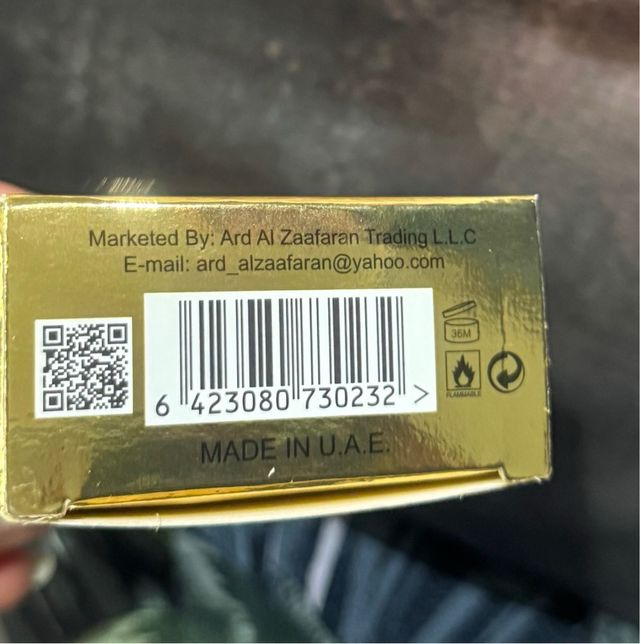 Marketed By: Ard Al Zaafaran Trading L.L.C
E-mail: ard_alzaafaran@yahoo.com
36M
FLAMMABLE
6 423080 730232 >
MADE IN U.A.E.